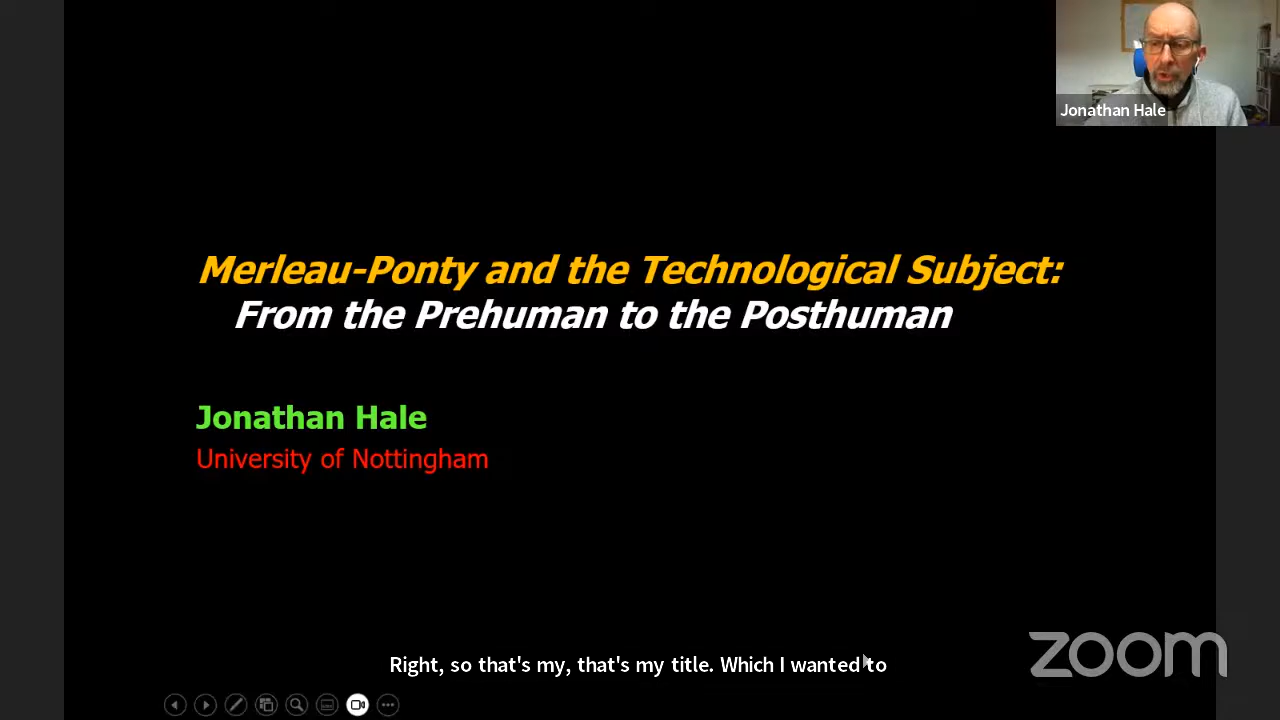 Jonathan Hale
Merleau-Ponty and the Technological Subject:
From the Prehuman to the Posthuman
Jonathan Hale
University of Nottingham
Right, so that's my, that's my title. Which I wanted to
zoom